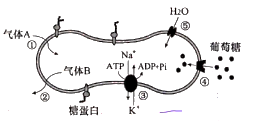 H2O
⑤
气体A
①
Na+
葡萄糖
ATP
ADP+Pi
气体B
④
②
③
糖蛋白
K+